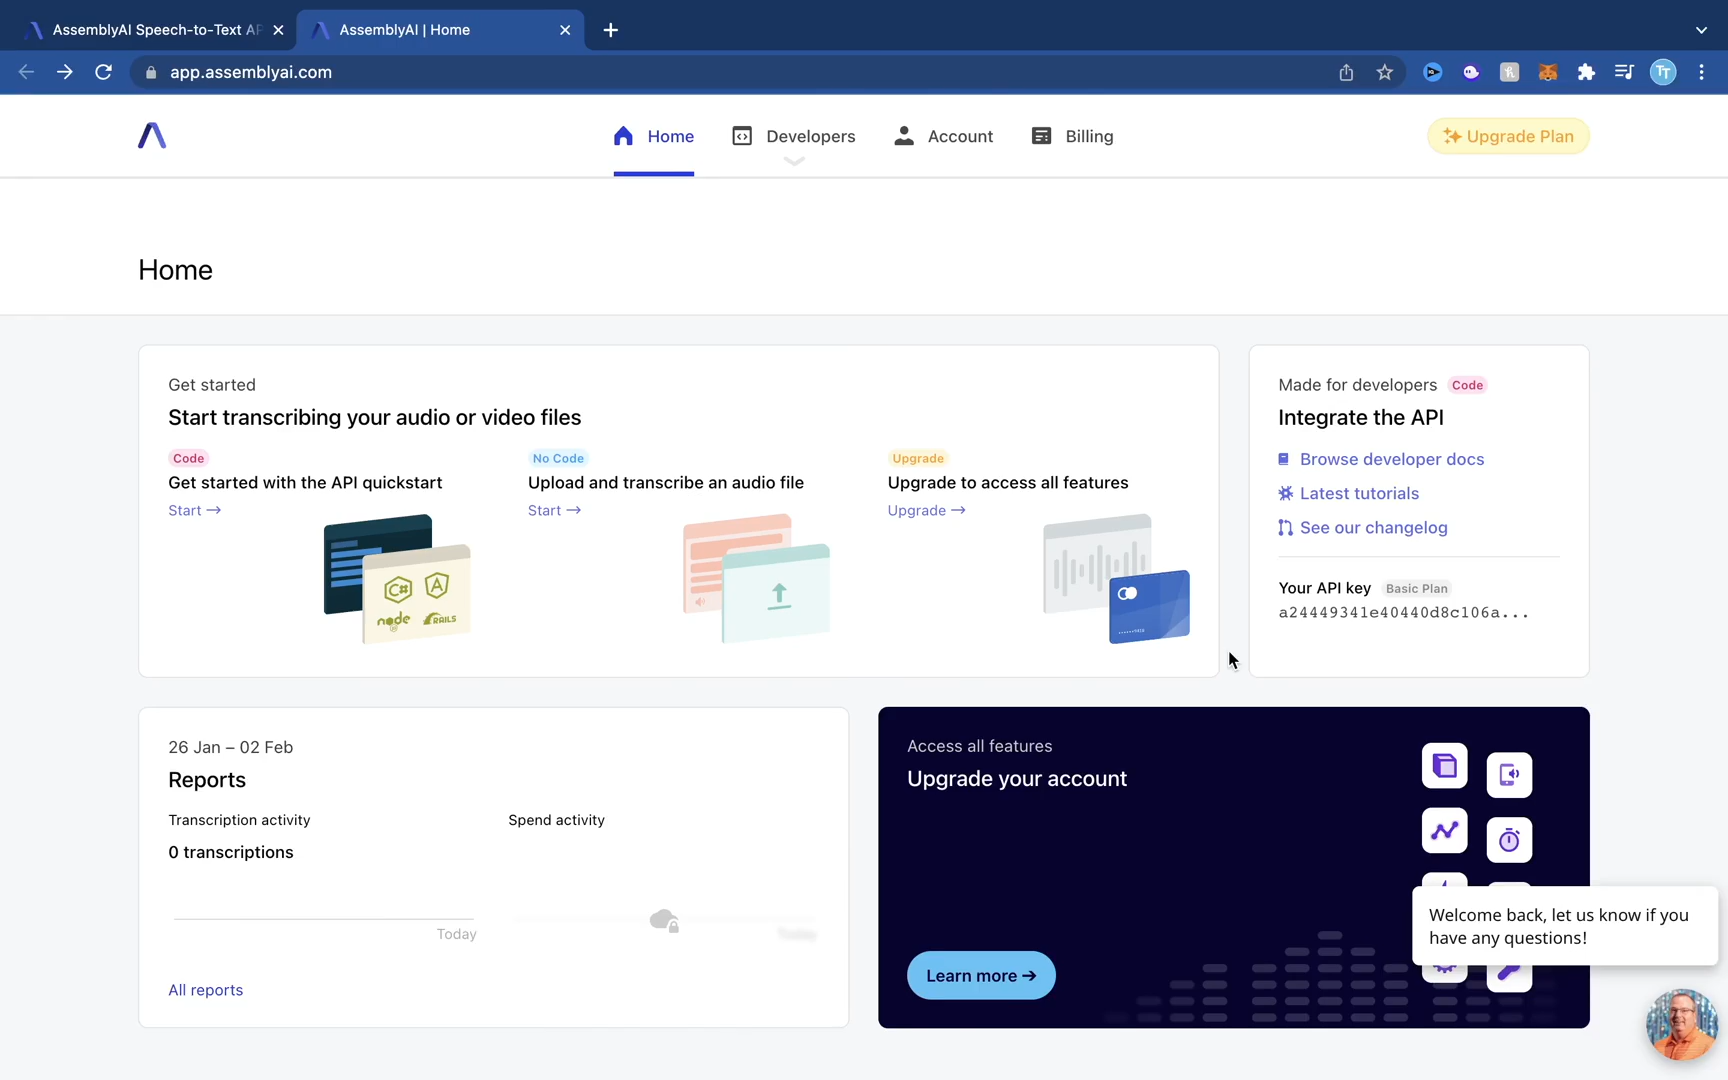 AssemblyAI Speech-to-Text AP
AssemblyAI | Home
app.assemblyai.com
TT
Home
Developers
Account
Billing
Upgrade Plan
Home
Get started
Start transcribing your audio or video files
Code
Get started with the API quickstart
Start →
C#
node
RAILS
No Code
Upload and transcribe an audio file
Start →
Upgrade
Upgrade to access all features
Upgrade →
Made for developers Code
Integrate the API
Browse developer docs
Latest tutorials
See our changelog
Your API key Basic Plan
a24449341e40440d8c106a...
26 Jan – 02 Feb
Reports
Transcription activity
0 transcriptions
Today
Spend activity
Today
All reports
Access all features
Upgrade your account
Learn more →
Welcome back, let us know if you
have any questions!